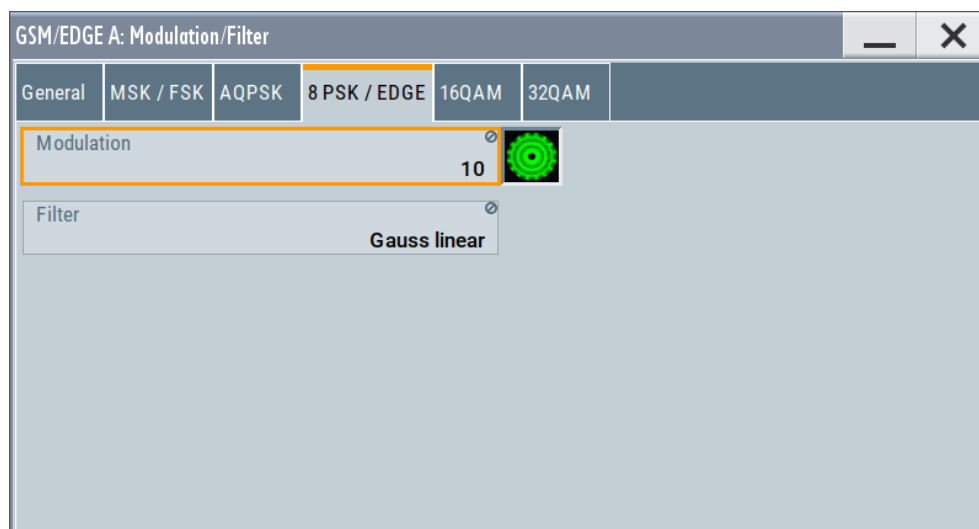 GSM/EDGE A: Modulation/Filter
General MSK / FSK AQPSK 8 PSK / EDGE 16QAM 32QAM
Modulation
10
Filter
Gauss linear